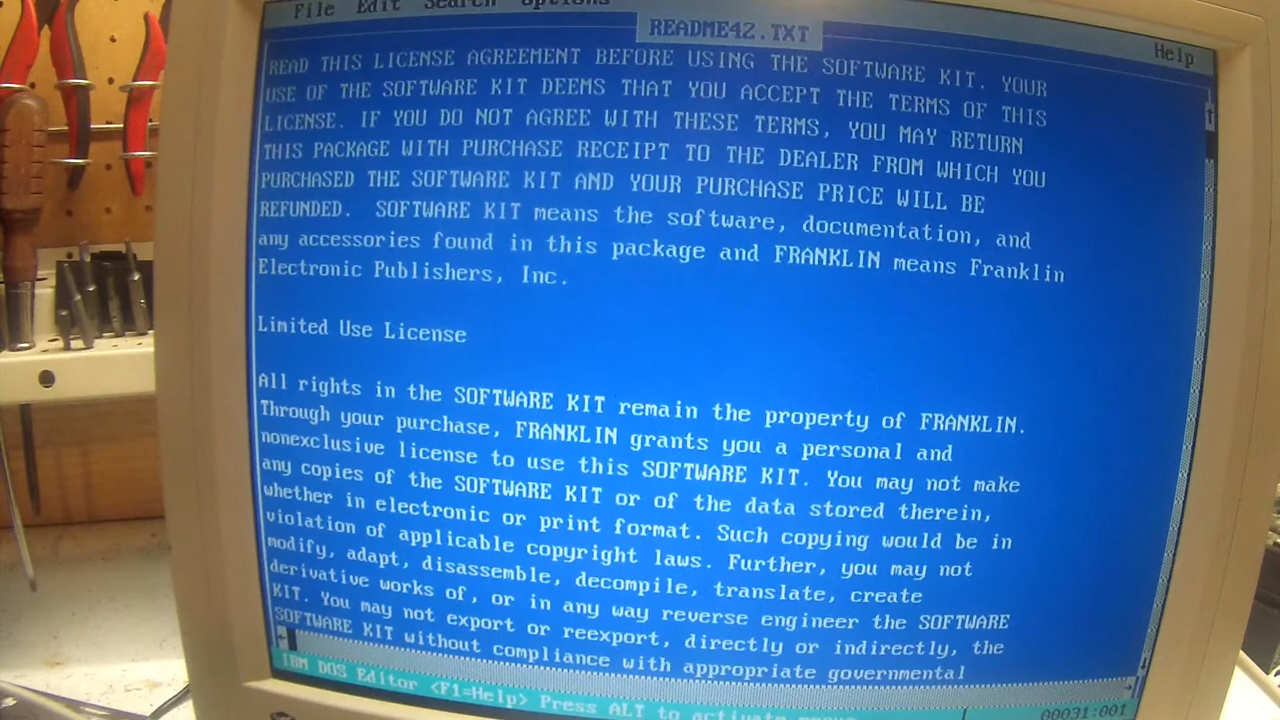 File Edit Search Options
Help
README42.TXT
READ THIS LICENSE AGREEMENT BEFORE USING THE SOFTWARE KIT. YOUR
USE OF THE SOFTWARE KIT DEEMS THAT YOU ACCEPT THE TERMS OF THIS
LICENSE. IF YOU DO NOT AGREE WITH THESE TERMS, YOU MAY RETURN
THIS PACKAGE WITH PURCHASE RECEIPT TO THE DEALER FROM WHICH YOU
PURCHASED THE SOFTWARE KIT AND YOUR PURCHASE PRICE WILL BE
REFUNDED. SOFTWARE KIT means the software, documentation, and
any accessories found in this package and FRANKLIN means Franklin
Electronic Publishers, Inc.
Limited Use License
All rights in the SOFTWARE KIT remain the property of FRANKLIN.
Through your purchase, FRANKLIN grants you a personal and
nonexclusive license to use this SOFTWARE KIT. You may not make
any copies of the SOFTWARE KIT or of the data stored therein,
whether in electronic or print format. Such copying would be in
violation of applicable copyright laws. Further, you may not
modify, adapt, disassemble, decompile, translate, create
derivative works of, or in any way reverse engineer the SOFTWARE
KIT. You may not export or reexport, directly or indirectly, the
SOFTWARE KIT without compliance with appropriate governmental
IBM DOS Editor <F1=Help> Press ALT to activate menus
00031:001